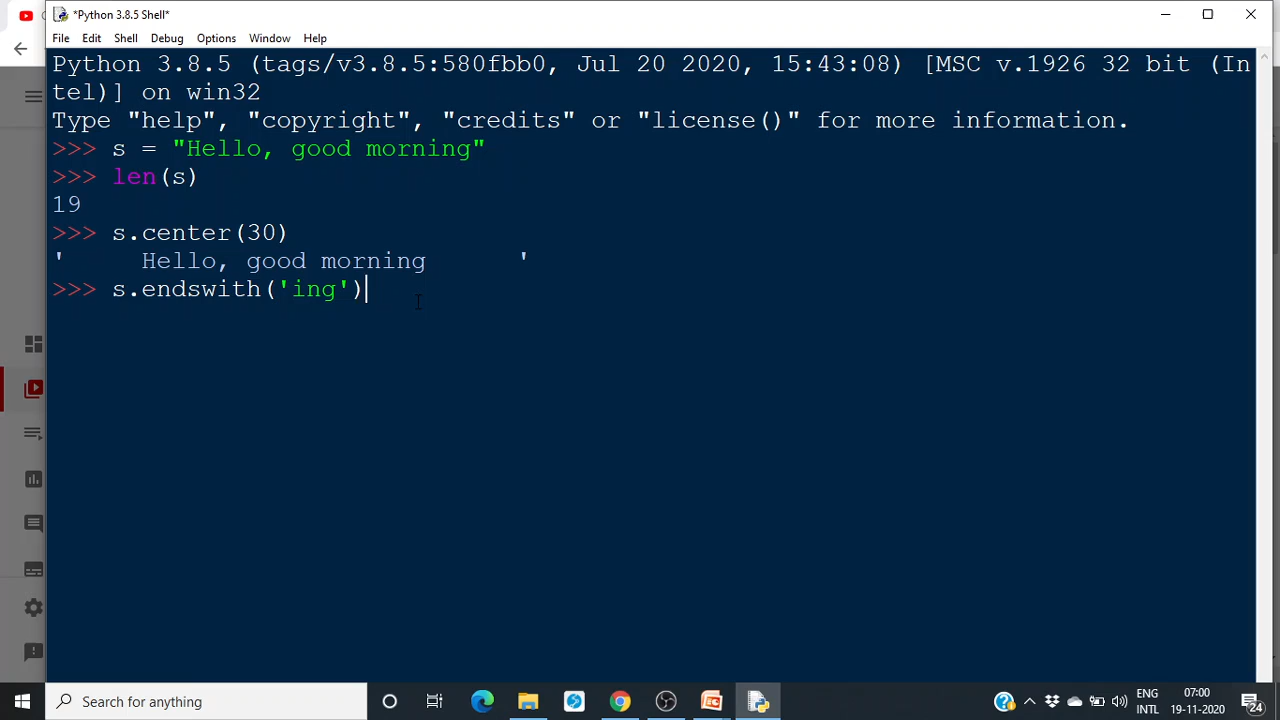 *Python 3.8.5 Shell*
File Edit Shell Debug Options Window Help
Python 3.8.5 (tags/v3.8.5:580fbb0, Jul 20 2020, 15:43:08) [MSC v.1926 32 bit (In
tel)] on win32
Type "help", "copyright", "credits" or "license()" for more information.
>>> s = "Hello, good morning"
>>> len(s)
19
>>> s.center(30)
'     Hello, good morning      '
>>> s.endswith('ing')
Search for anything
ENG 07:00
INTL 19-11-2020 24